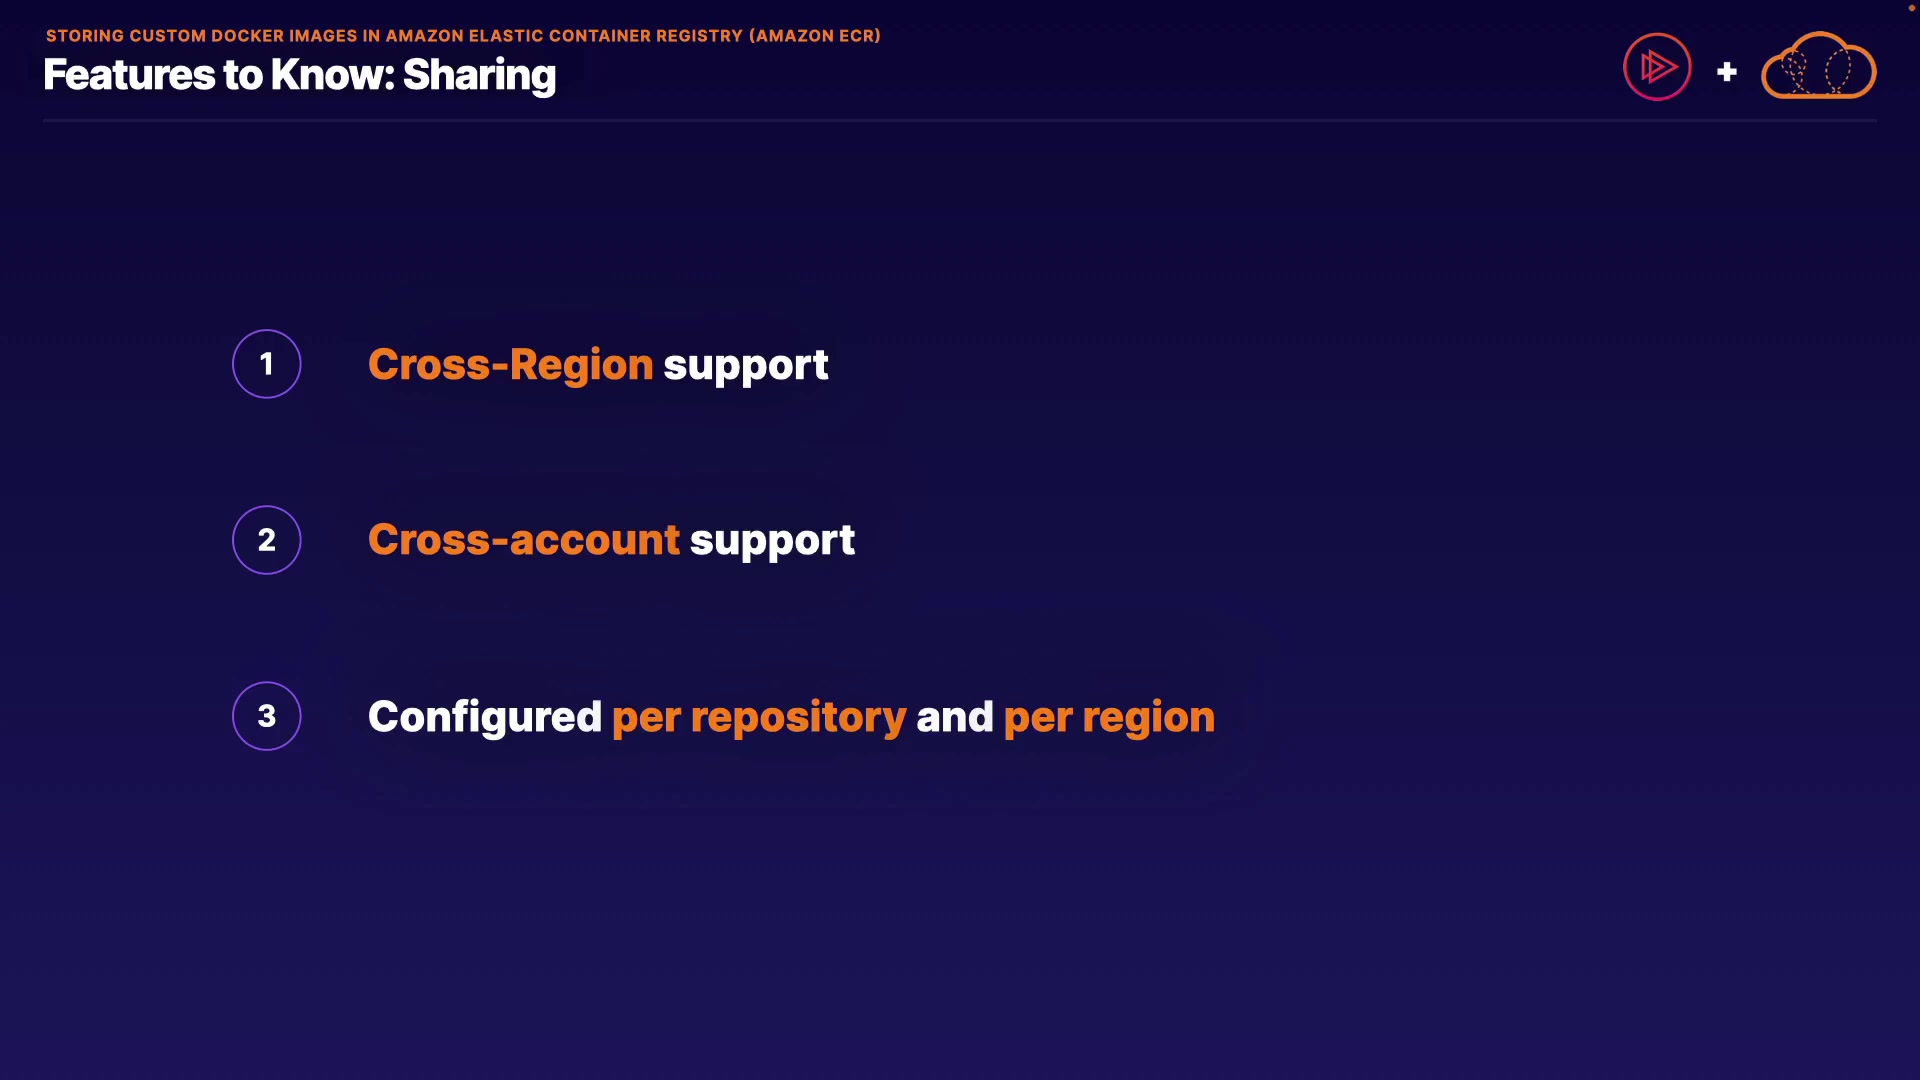 STORING CUSTOM DOCKER IMAGES IN AMAZON ELASTIC CONTAINER REGISTRY (AMAZON ECR)
Features to Know: Sharing
+
1 Cross-Region support
2 Cross-account support
3 Configured per repository and per region